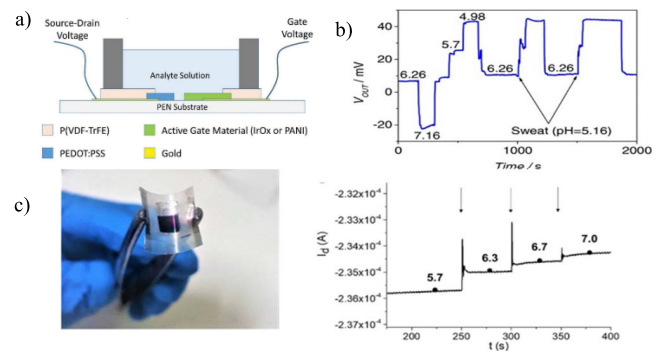 a)
Source-Drain
Voltage
Gate
Voltage
Analyte Solution
PEN Substrate
P(VDF-TrFE)
Active Gate Material (IrOx or PANI)
PEDOT:PSS
Gold
b)
V_OUT / mV
40
20
0
-20
6.26
7.16
5.7
4.98
6.26
6.26
Sweat (pH=5.16)
0
1000
2000
Time / s
c)
I_d (A)
-2.32x10⁻⁴
-2.33x10⁻⁴
-2.34x10⁻⁴
-2.35x10⁻⁴
-2.36x10⁻⁴
-2.37x10⁻⁴
5.7
6.3
6.7
7.0
200
250
300
350
400
t (s)